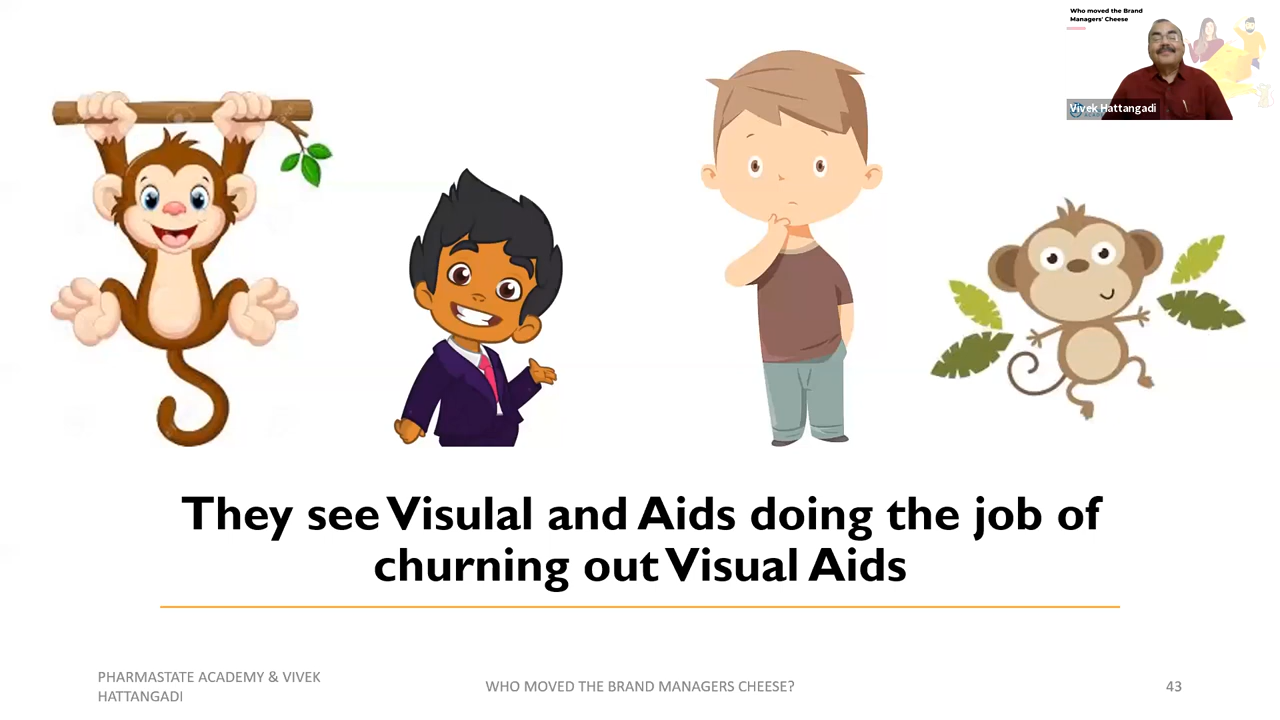 Who moved the Brand
Managers' Cheese
Vivek Hattangadi
They see Visulal and Aids doing the job of
churning out Visual Aids
PHARMASTATE ACADEMY & VIVEK
HATTANGADI
WHO MOVED THE BRAND MANAGERS CHEESE?
43